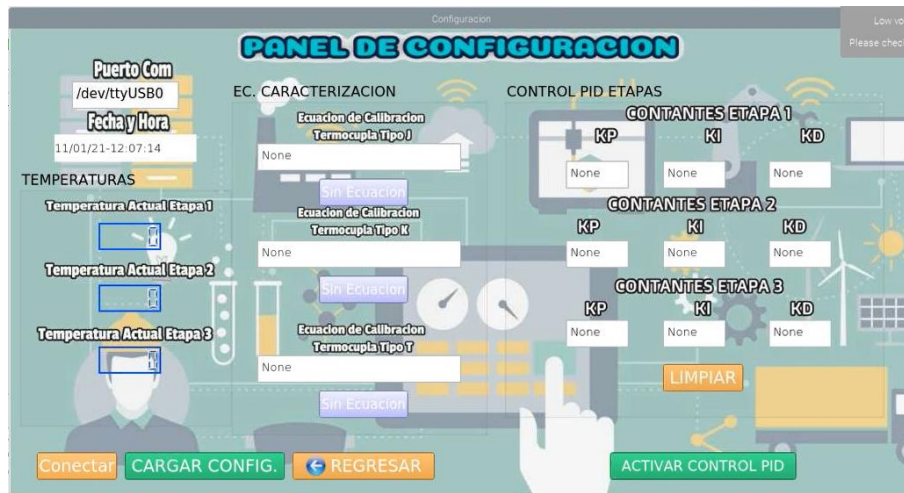 Configuracion
Low vo
Please chec
PANEL DE CONFIGURACION
Puerto Com
/dev/ttyUSB0
Fecha y Hora
11/01/21-12:07:14
TEMPERATURAS
Temperatura Actual Etapa 1
0
Temperatura Actual Etapa 2
0
Temperatura Actual Etapa 3
0
EC. CARACTERIZACION
Ecuacion de Calibracion
Termocupla Tipo J
None
Sin Ecuacion
Ecuacion de Calibracion
Termocupla Tipo K
None
Sin Ecuacion
Ecuacion de Calibracion
Termocupla Tipo T
None
Sin Ecuacion
CONTROL PID ETAPAS
CONTANTES ETAPA 1
KP KI KD
None None None
CONTANTES ETAPA 2
KP KI KD
None None None
CONTANTES ETAPA 3
KP KI KD
None None None
LIMPIAR
Conectar CARGAR CONFIG. REGRESAR ACTIVAR CONTROL PID